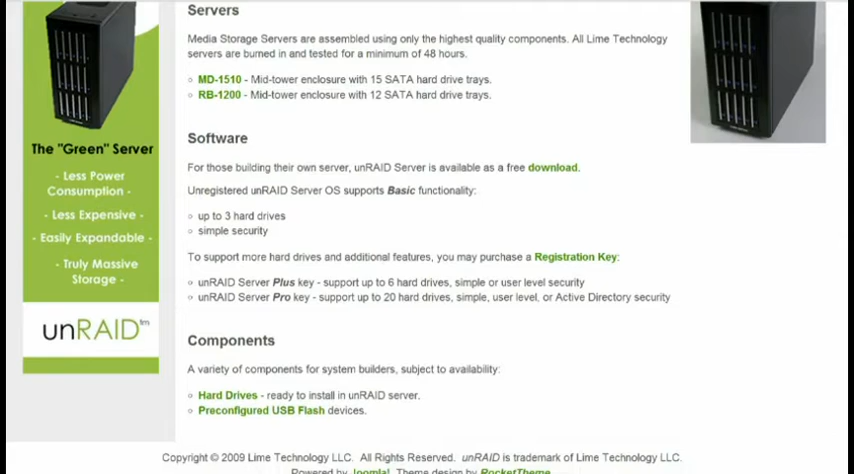 Servers
Media Storage Servers are assembled using only the highest quality components. All Lime Technology
servers are burned in and tested for a minimum of 48 hours.
MD-1510 - Mid-tower enclosure with 15 SATA hard drive trays.
RB-1200 - Mid-tower enclosure with 12 SATA hard drive trays.
Software
For those building their own server, unRAID Server is available as a free download.
Unregistered unRAID Server OS supports Basic functionality:
up to 3 hard drives
simple security
To support more hard drives and additional features, you may purchase a Registration Key:
unRAID Server Plus key - support up to 6 hard drives, simple or user level security
unRAID Server Pro key - support up to 20 hard drives, simple, user level, or Active Directory security
Components
A variety of components for system builders, subject to availability:
Hard Drives - ready to install in unRAID server.
Preconfigured USB Flash devices.
The "Green" Server
- Less Power
Consumption -
- Less Expensive -
- Easily Expandable -
- Truly Massive
Storage -
unRAID tm
Copyright © 2009 Lime Technology LLC. All Rights Reserved. unRAID is trademark of Lime Technology LLC.
Powered by Joomla!. Theme design by RocketTheme